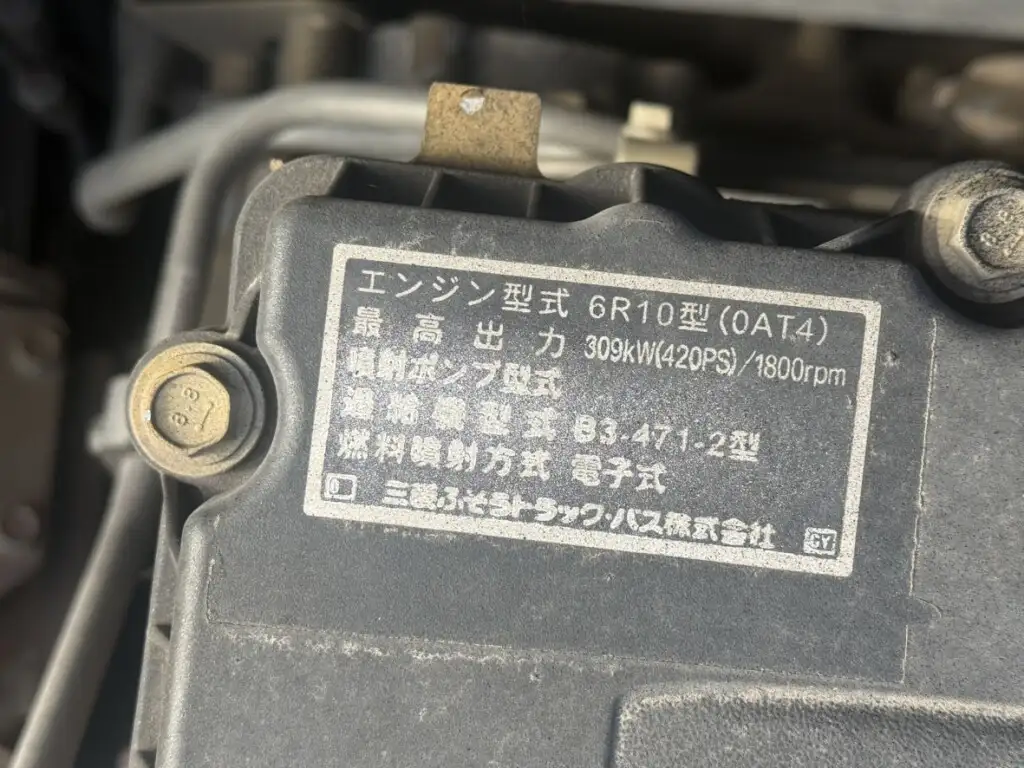 エンジン型式 6R10型(0AT4)
最高出力 309kW(420PS)/1800rpm
噴射ポンプ型式
過給機型式 B3-471-2型
燃料噴射方式 電子式
三菱ふそうトラック・バス株式会社 CY